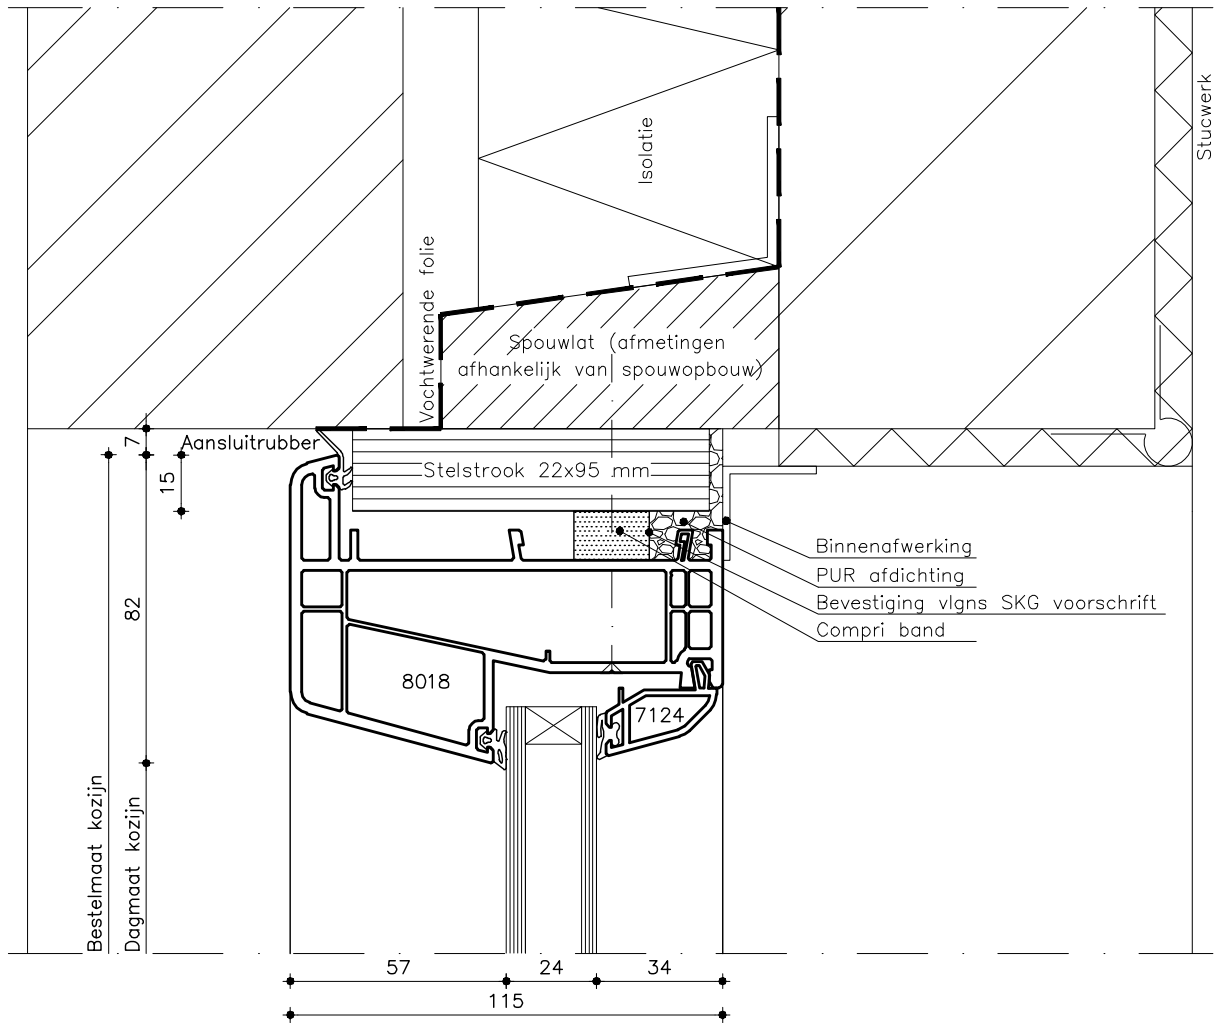 Stucwerk
Isolatie
Vochtwerende folie
Spouwlat (afmetingen
afhankelijk van spouwopbouw)
7
Aansluitrubber
Stelstrook 22x95 mm
15
Binnenafwerking
PUR afdichting
Bevestiging vlgns SKG voorschrift
Compri band
82
8018
7124
Bestelmaat kozijn
Dagmaat kozijn
57
24
34
115